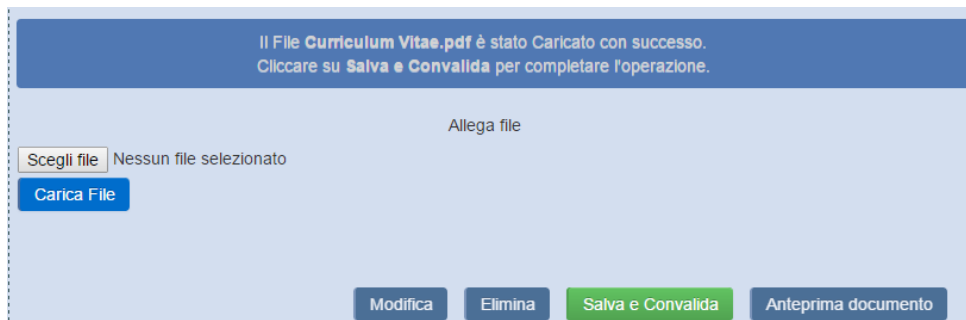 Il File Curriculum Vitae.pdf è stato Caricato con successo.
Cliccare su Salva e Convalida per completare l'operazione.
Allega file
Scegli file Nessun file selezionato
Carica File
Modifica Elimina Salva e Convalida Anteprima documento